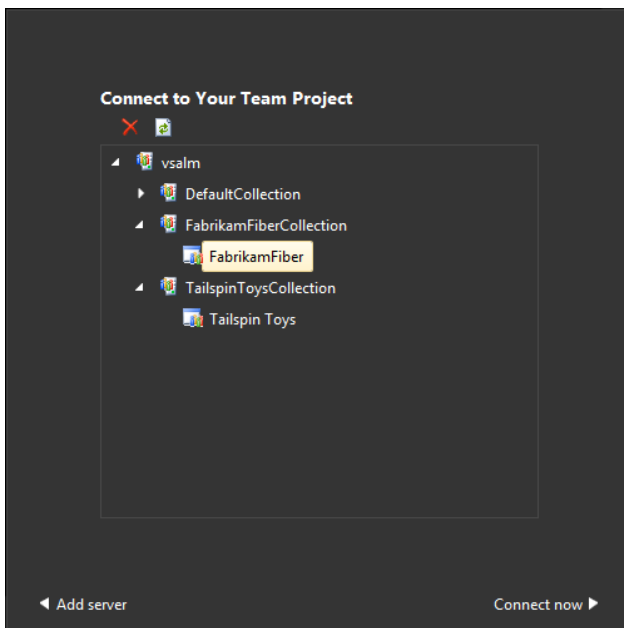 Connect to Your Team Project
vsalm
DefaultCollection
FabrikamFiberCollection
FabrikamFiber
TailspinToysCollection
Tailspin Toys
Add server
Connect now